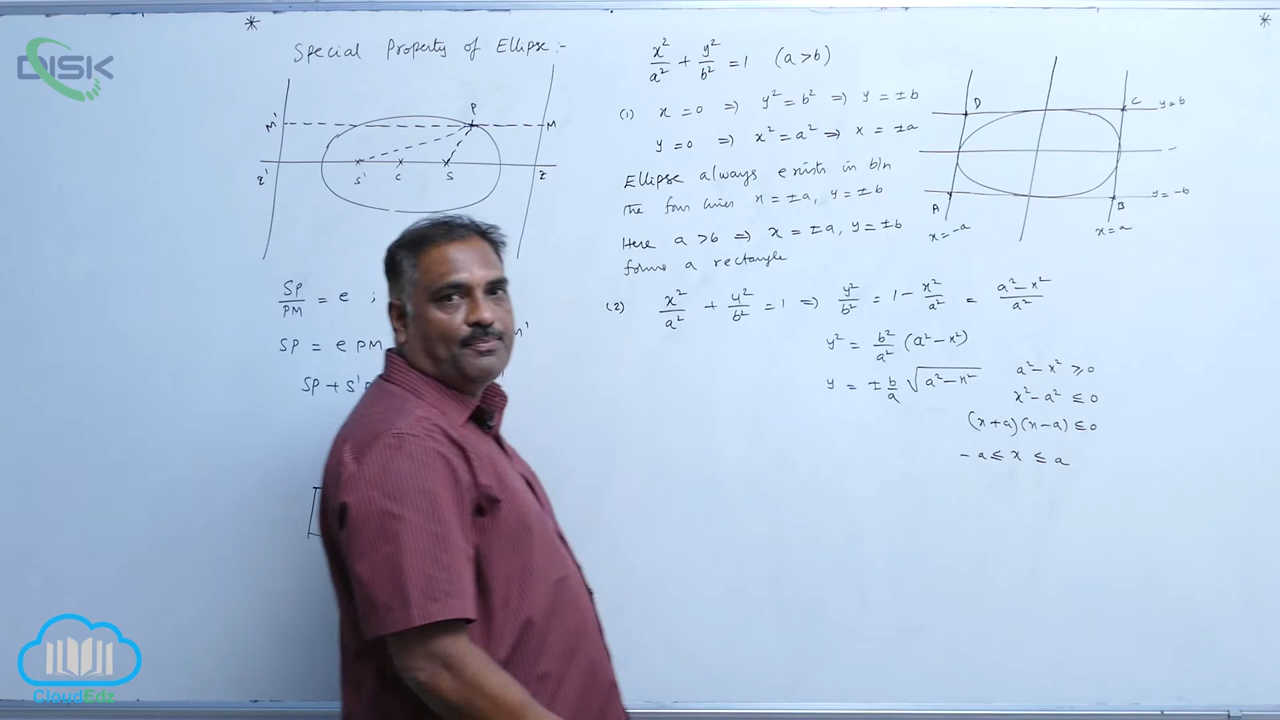 DISK
*
*
Special Property of Ellipse :-
P
M'
M
z'
S'
C
S
z
SP/PM = e ;
SP = e PM
SP + S'
x²/a² + y²/b² = 1 (a > b)
(1) x = 0 ⇒ y² = b² ⇒ y = ±b
y = 0 ⇒ x² = a² ⇒ x = ±a
Ellipse always exists in b/n
the four lines x = ±a, y = ±b
Here a > b ⇒ x = ±a, y = ±b
forms a rectangle
D
C
y = b
A
B
y = -b
x = -a
x = a
(2) x²/a² + y²/b² = 1 ⇒ y²/b² = 1 - x²/a² = a² - x²/a²
y² = b²/a² (a² - x²)
y = ± b/a √a² - x²
a² - x² ≥ 0
x² - a² ≤ 0
(x + a)(x - a) ≤ 0
- a ≤ x ≤ a
CloudEdz